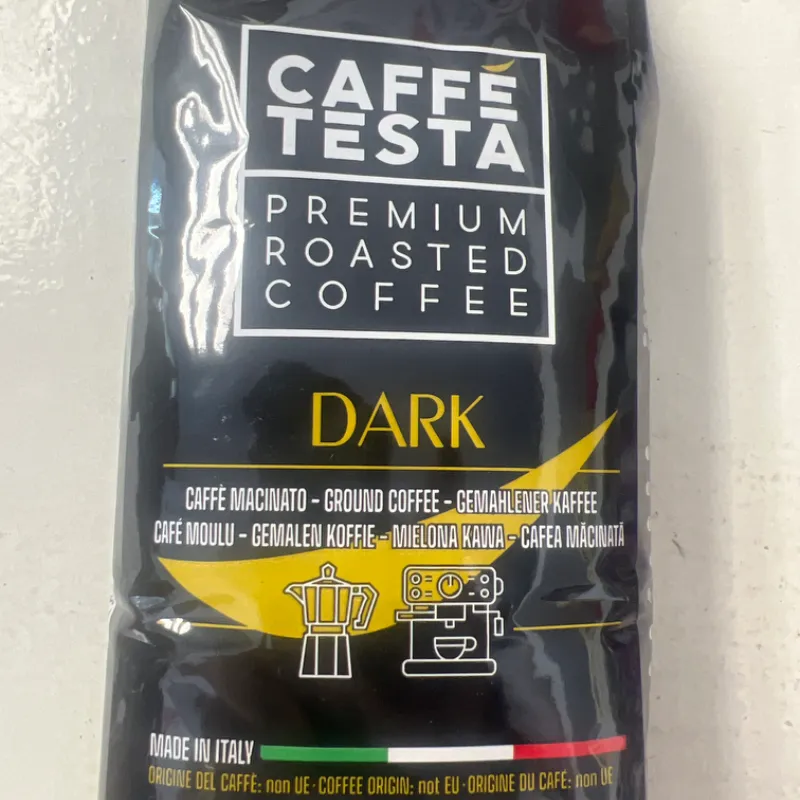 CAFFÈ
TESTA
PREMIUM
ROASTED
COFFEE
DARK
CAFFÈ MACINATO - GROUND COFFEE - GEMAHLENER KAFFEE
CAFÉ MOULU - GEMALEN KOFFIE - MIELONA KAWA - CAFEA MĂCINATĂ
MADE IN ITALY
ORIGINE DEL CAFFÈ: non UE · COFFEE ORIGIN: not EU · ORIGINE DU CAFÉ: non UE